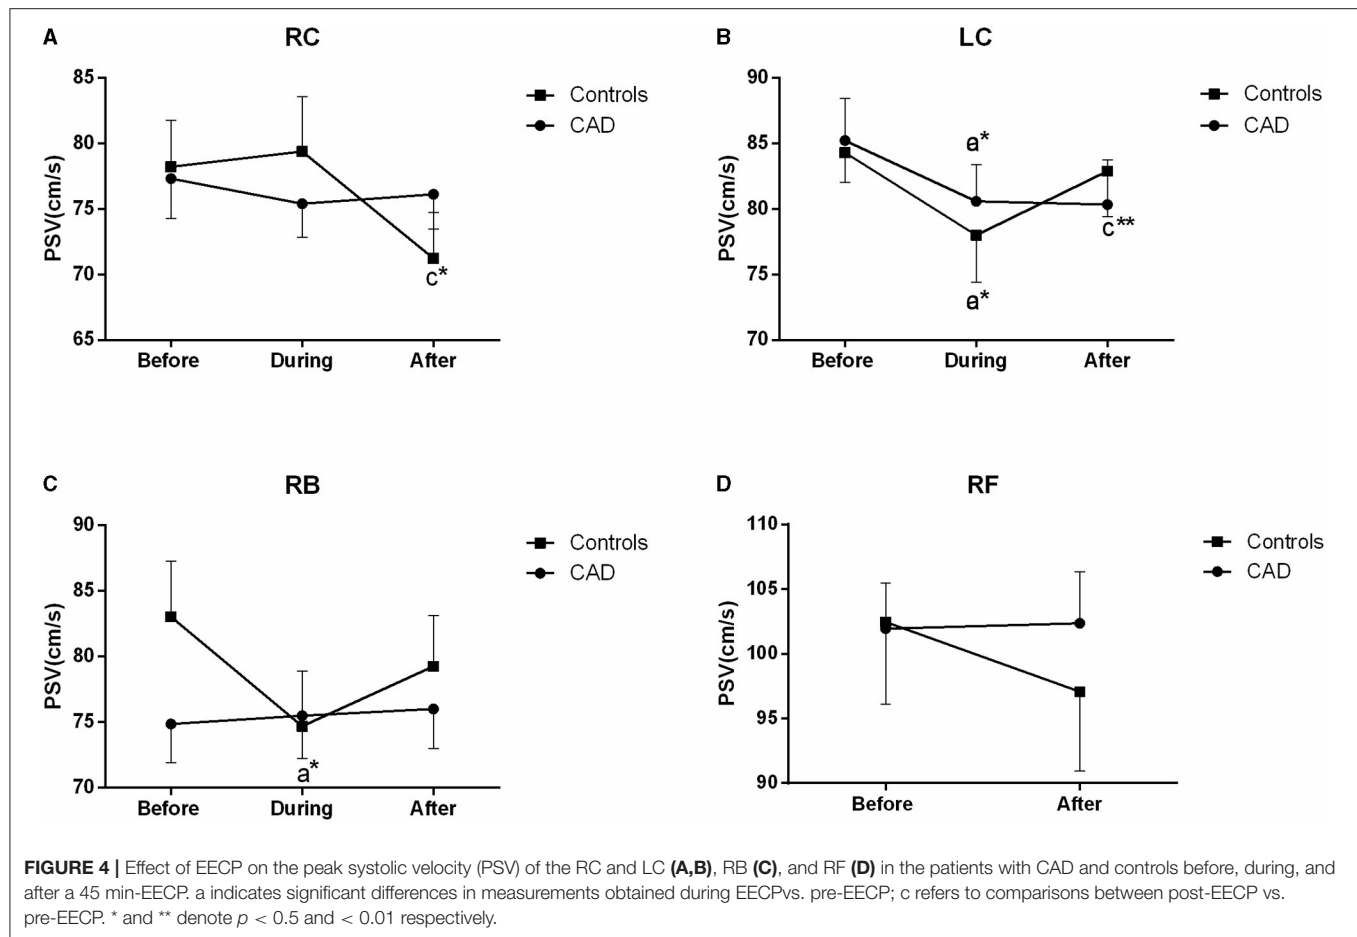 A
RC
85
80
75
70
65
PSV(cm/s)
Controls
CAD
c*
Before During After
B
LC
90
85
80
75
70
PSV(cm/s)
Controls
CAD
a*
c**
a*
Before During After
C
RB
90
85
80
75
70
PSV(cm/s)
Controls
CAD
a*
Before During After
D
RF
110
105
100
95
90
PSV(cm/s)
Controls
CAD
Before After
FIGURE 4 | Effect of EECP on the peak systolic velocity (PSV) of the RC and LC (A,B), RB (C), and RF (D) in the patients with CAD and controls before, during, and
after a 45 min-EECP. a indicates significant differences in measurements obtained during EECPvs. pre-EECP; c refers to comparisons between post-EECP vs.
pre-EECP. * and ** denote p < 0.5 and < 0.01 respectively.